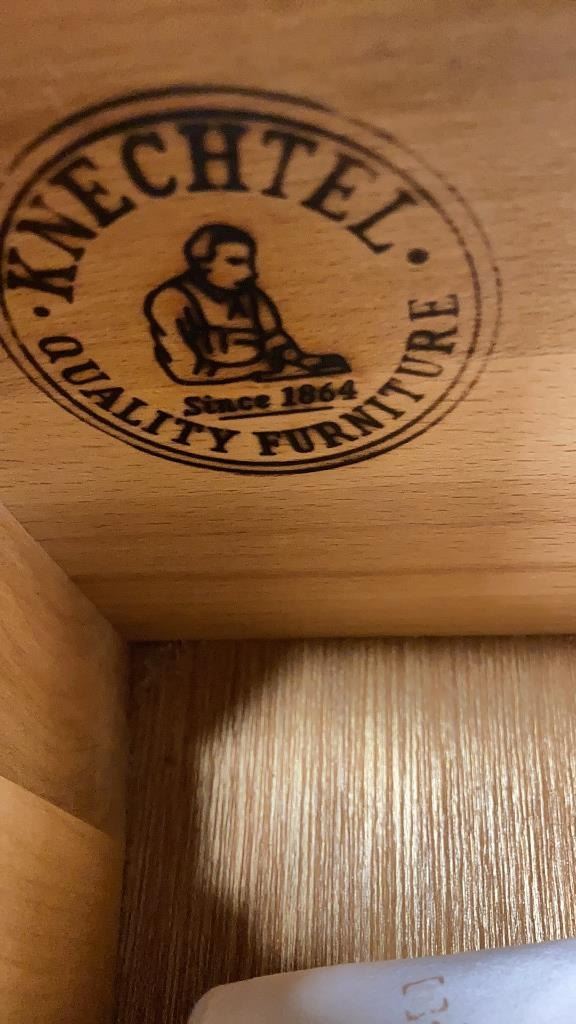 • KNECHTEL •
Since 1864
QUALITY FURNITURE